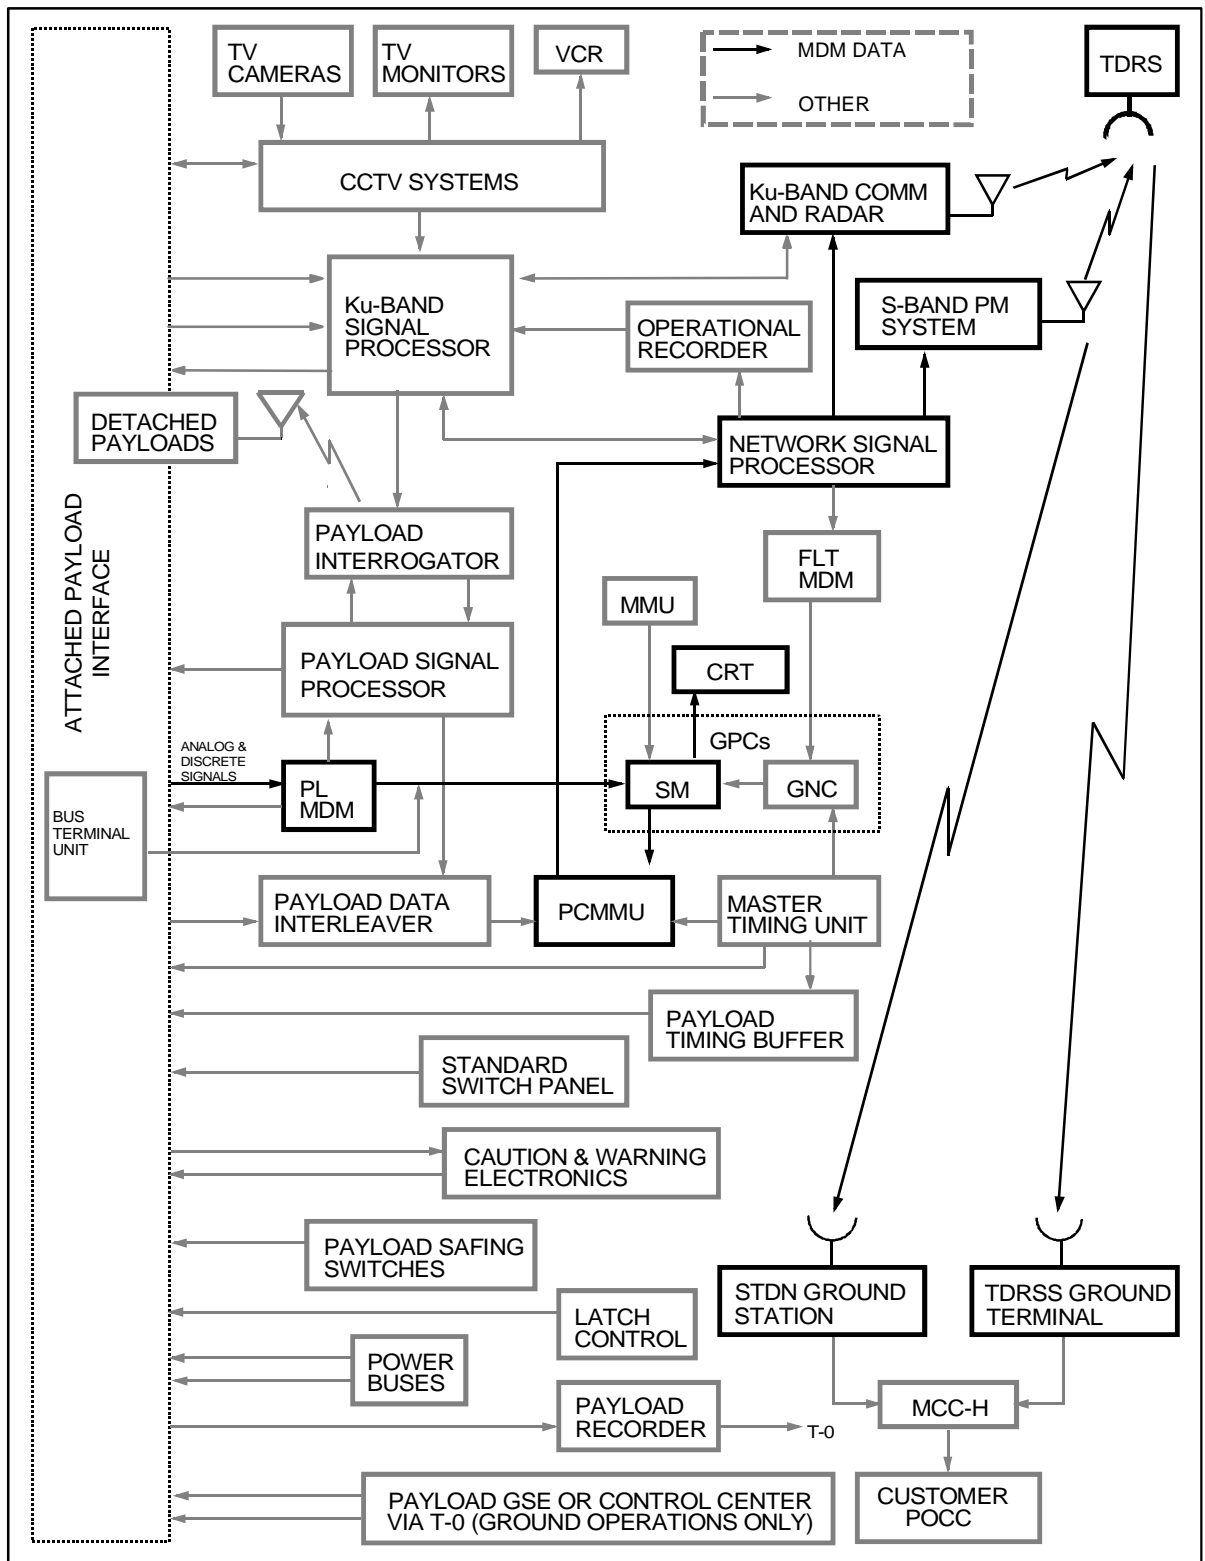 TV
CAMERAS
TV
MONITORS
VCR
MDM DATA
OTHER
TDRS
CCTV SYSTEMS
Ku-BAND COMM
AND RADAR
Ku-BAND
SIGNAL
PROCESSOR
OPERATIONAL
RECORDER
S-BAND PM
SYSTEM
DETACHED
PAYLOADS
NETWORK SIGNAL
PROCESSOR
ATTACHED PAYLOAD
INTERFACE
PAYLOAD
INTERROGATOR
FLT
MDM
MMU
PAYLOAD SIGNAL
PROCESSOR
CRT
GPCs
ANALOG &
DISCRETE
SIGNALS
PL
MDM
SM
GNC
BUS
TERMINAL
UNIT
PAYLOAD DATA
INTERLEAVER
PCMMU
MASTER
TIMING UNIT
PAYLOAD
TIMING BUFFER
STANDARD
SWITCH PANEL
CAUTION & WARNING
ELECTRONICS
PAYLOAD SAFING
SWITCHES
STDN GROUND
STATION
TDRSS GROUND
TERMINAL
LATCH
CONTROL
POWER
BUSES
PAYLOAD
RECORDER
T-0
MCC-H
PAYLOAD GSE OR CONTROL CENTER
VIA T-0 (GROUND OPERATIONS ONLY)
CUSTOMER
POCC